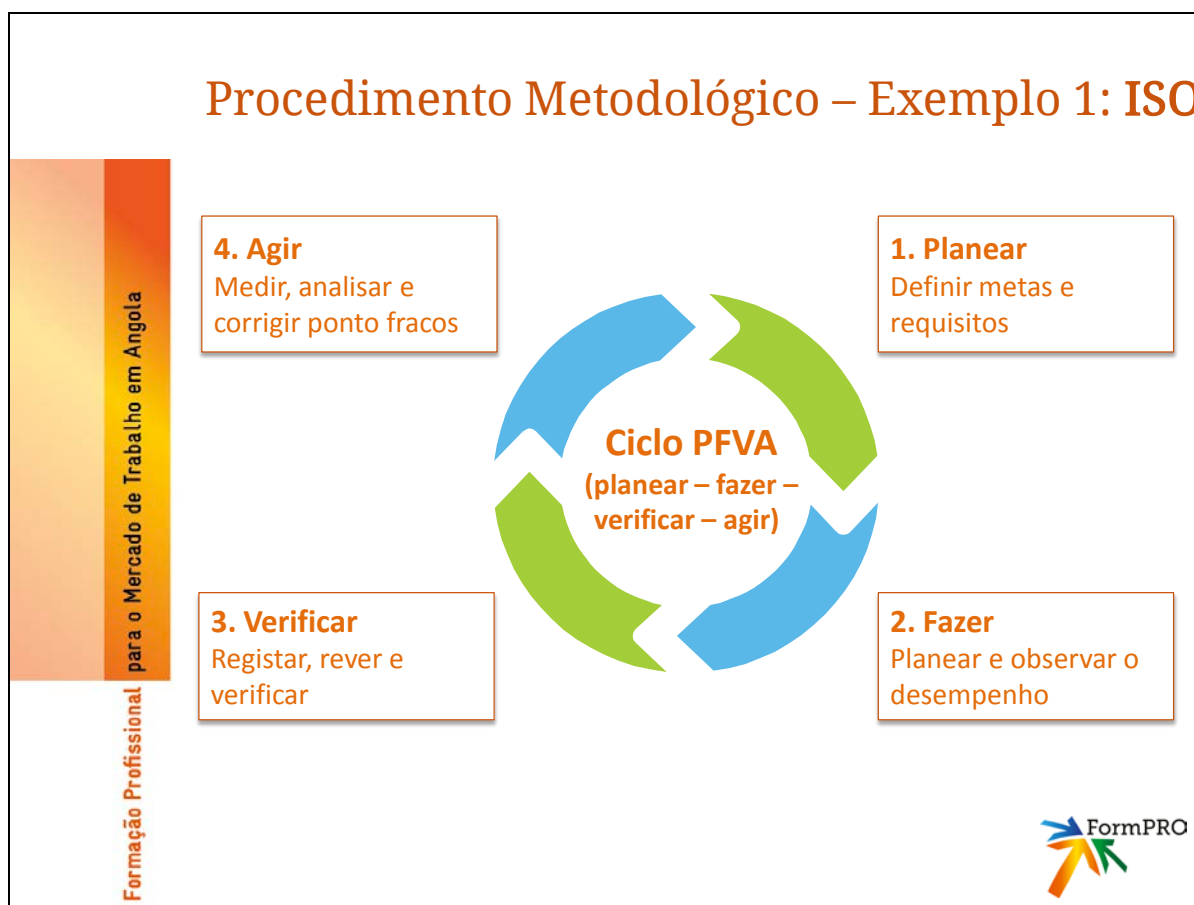 Procedimento Metodológico – Exemplo 1: ISO
4. Agir
Medir, analisar e
corrigir ponto fracos
1. Planear
Definir metas e
requisitos
Ciclo PFVA
(planear – fazer –
verificar – agir)
3. Verificar
Registar, rever e
verificar
2. Fazer
Planear e observar o
desempenho
Formação Profissional para o Mercado de Trabalho em Angola
FormPRO